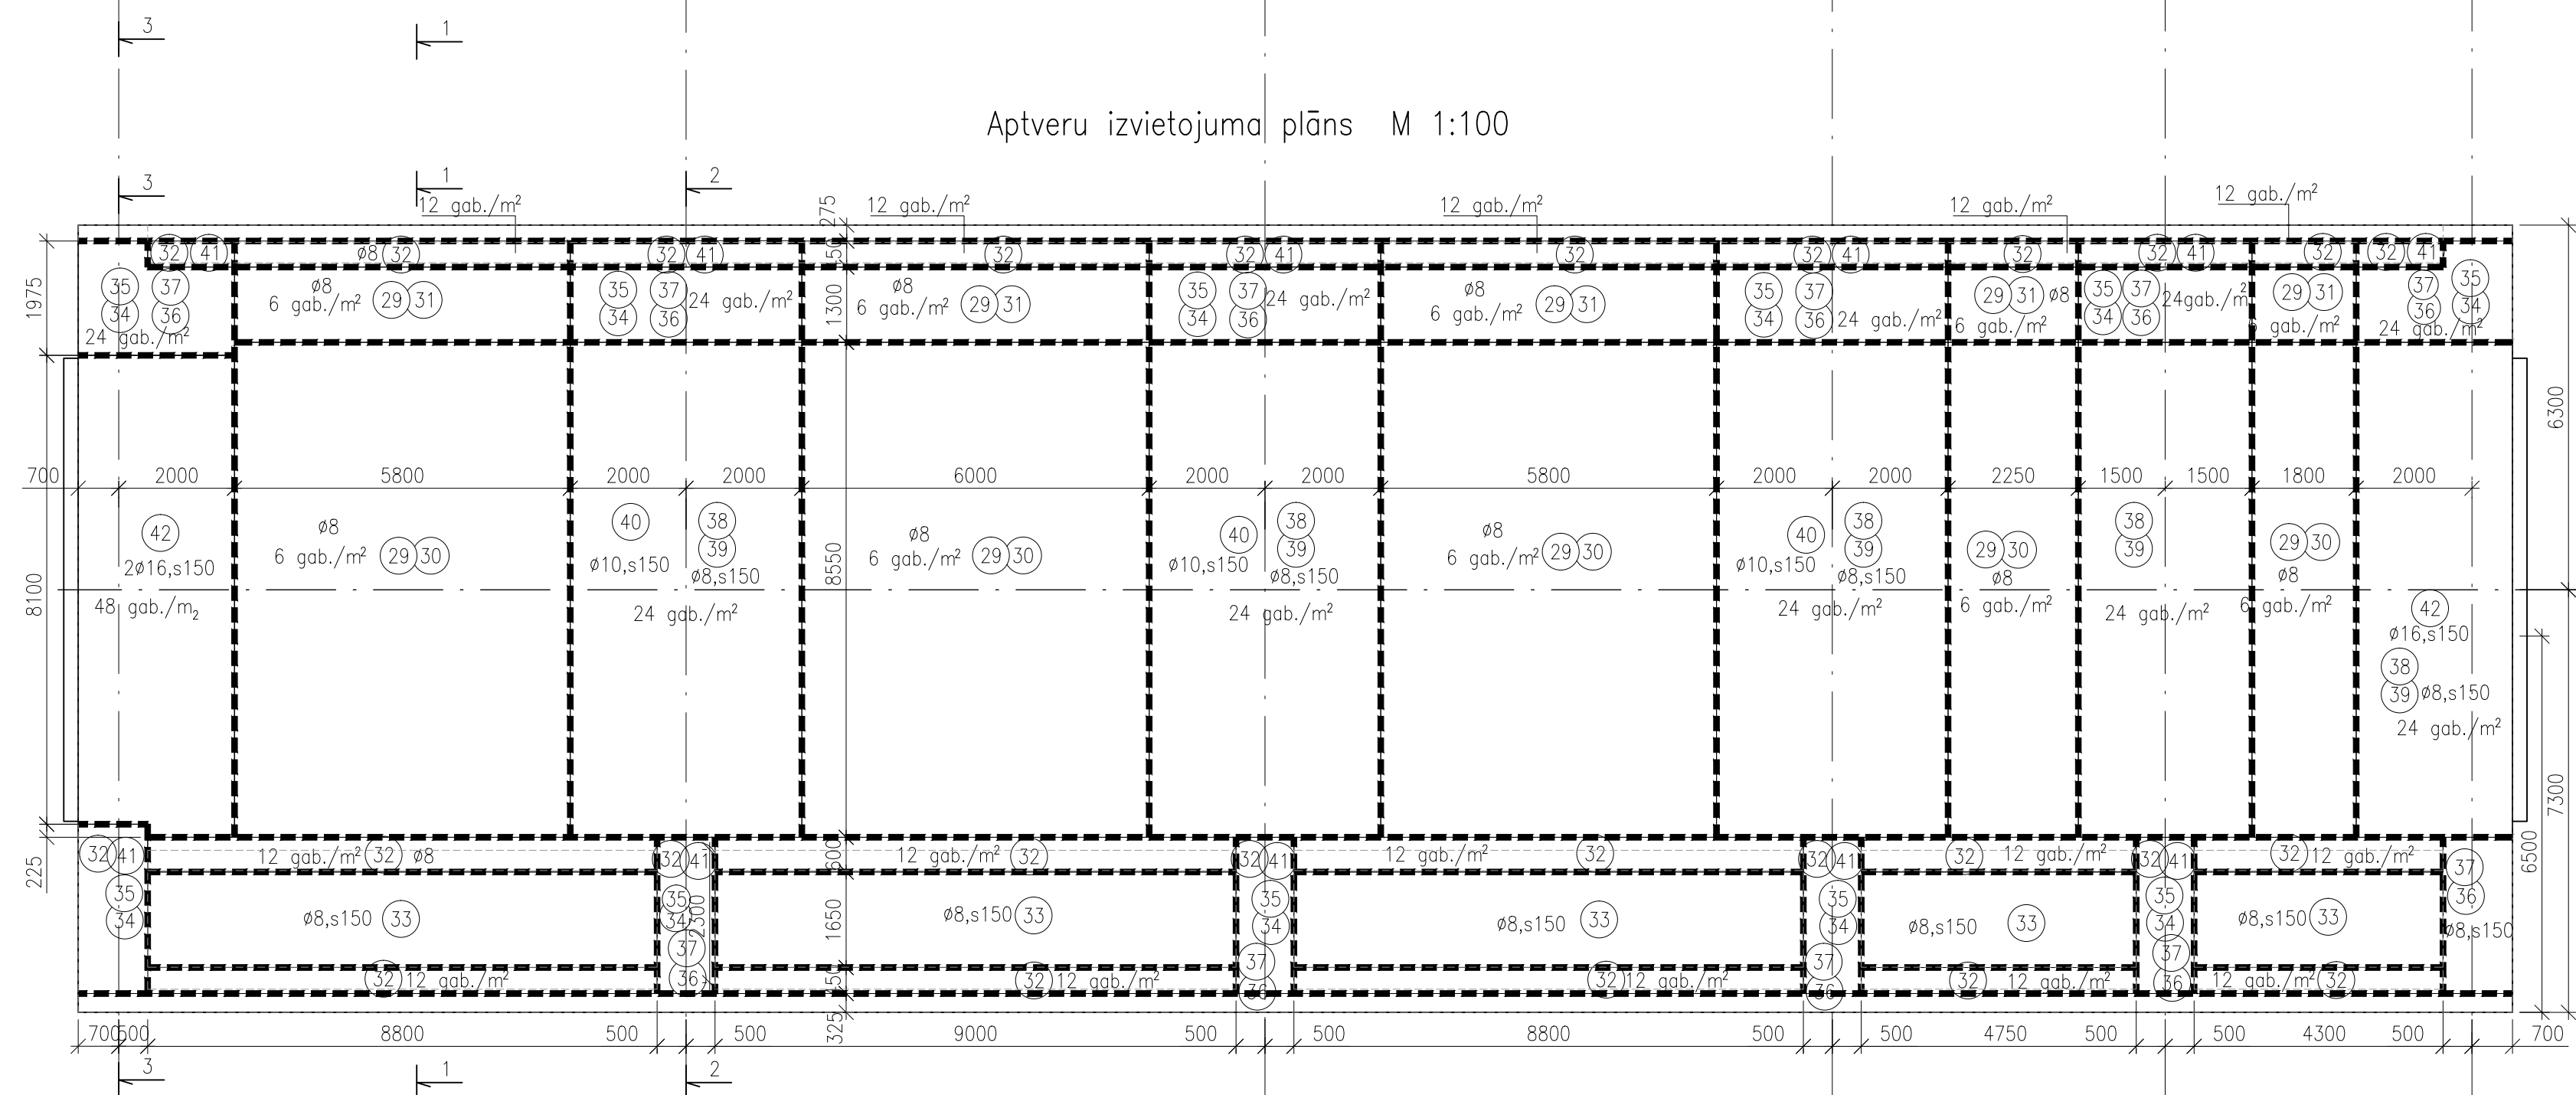 3
1
Aptveru izvietojuma plāns M 1:100
3
1
2
12 gab./m²
12 gab./m²
12 gab./m²
12 gab./m²
12 gab./m²
275
32 41
ø8 32
32 41
32
32 41
32
32 41
32
32 41
32
32 41
1975
35 37
34 36
24 gab./m²
ø8
6 gab./m² 29 31
35 37
34 36
24 gab./m²
1300
ø8
6 gab./m² 29 31
35 37
34 36
24 gab./m²
ø8
6 gab./m² 29 31
35 37
34 36
24 gab./m²
29 31 ø8
6 gab./m²
35 37
34 36
24gab./m²
29 31
6 gab./m²
37 35
36 34
24 gab./m²
6300
700 2000 5800 2000 2000 6000 2000 2000 5800 2000 2000 2250 1500 1500 1800 2000
8100
42
2ø16,s150
48 gab./m₂
ø8
6 gab./m² 29 30
40
ø10,s150
38
39
ø8,s150
24 gab./m²
8550
ø8
6 gab./m² 29 30
40
ø10,s150
38
39
ø8,s150
24 gab./m²
ø8
6 gab./m² 29 30
40
ø10,s150
38
39
ø8,s150
24 gab./m²
29 30
ø8
6 gab./m²
38
39
24 gab./m²
29 30
ø8
6 gab./m²
42
ø16,s150
38
39 ø8,s150
24 gab./m²
7300
6500
225
32 41
12 gab./m² 32 ø8
32 41
600
12 gab./m² 32
32 41
12 gab./m² 32
32 41
32 12 gab./m²
32 41
32 12 gab./m²
37
36
ø8,s150
35
34
ø8,s150 33
35
34
37
36
2300
1650
ø8,s150 33
35
34
37
36
ø8,s150 33
35
34
37
36
ø8,s150 33
35
34
37
36
ø8,s150 33
32 12 gab./m²
32 12 gab./m²
32 12 gab./m²
32 12 gab./m²
12 gab./m² 32
325
700 500 8800 500 500 9000 500 500 8800 500 500 4750 500 500 4300 500 700
3
1
2